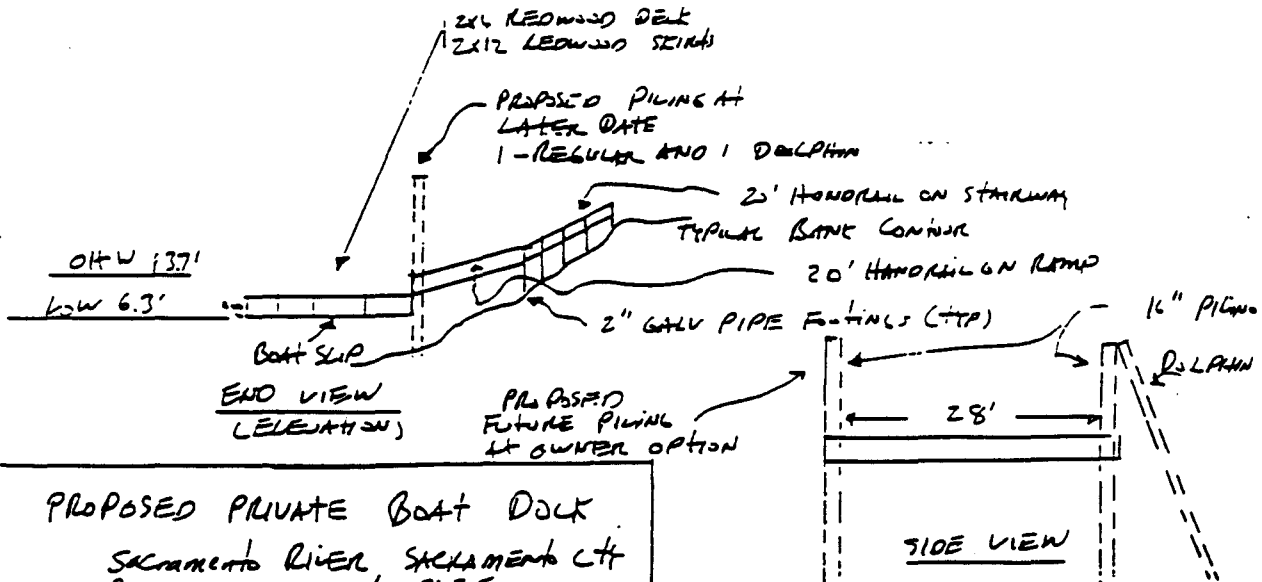 2x6 REDWOOD DECK
2x12 REDWOOD SKIRTS
PROPOSED PILING At
LATER DATE
1-REGULAR AND 1 DOLPHIN
20' HANDRAIL ON STAIRWAY
TYPICAL BANK CONTOUR
OHW 13.7'
20' HANDRAIL ON RAMP
LOW 6.3'
2" GALV PIPE FOOTINGS (TYP)
16" PILING
BOAT SLIP
DOLPHIN
END VIEW
(ELEVATION)
PROPOSED
FUTURE PILING
At OWNER OPTION
28'
PROPOSED PRIVATE BOAT DOCK
SIDE VIEW
SACRAMENTO RIVER, SACRAMENTO CTY